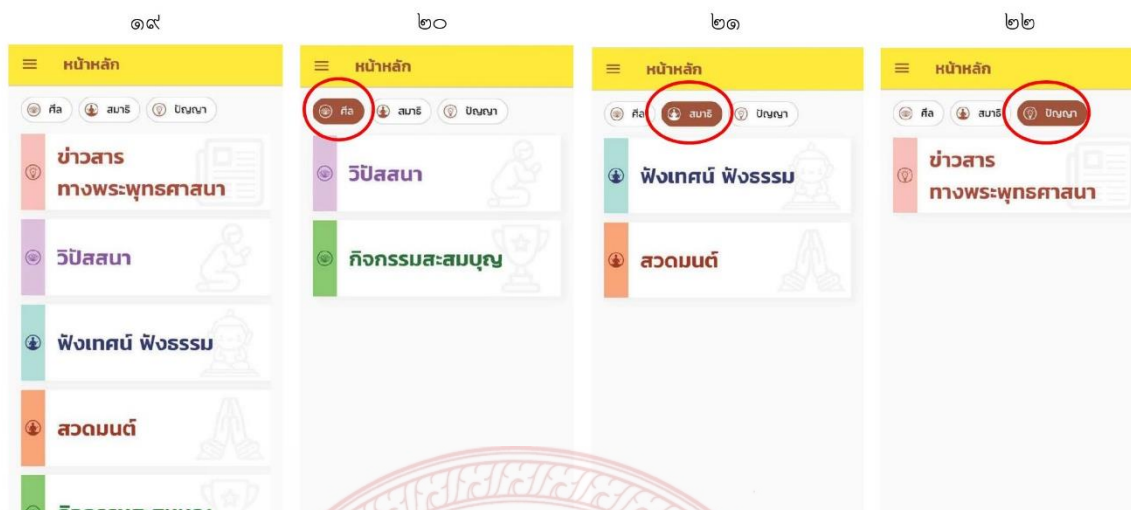 ๑๙
หน้าหลัก
ศีล สมาธิ ปัญญา
ข่าวสาร
ทางพระพุทธศาสนา
วิปัสสนา
ฟังเทศน์ ฟังธรรม
สวดมนต์
๒๐
หน้าหลัก
ศีล สมาธิ ปัญญา
วิปัสสนา
กิจกรรมสะสมบุญ
๒๑
หน้าหลัก
ศีล สมาธิ ปัญญา
ฟังเทศน์ ฟังธรรม
สวดมนต์
๒๒
หน้าหลัก
ศีล สมาธิ ปัญญา
ข่าวสาร
ทางพระพุทธศาสนา